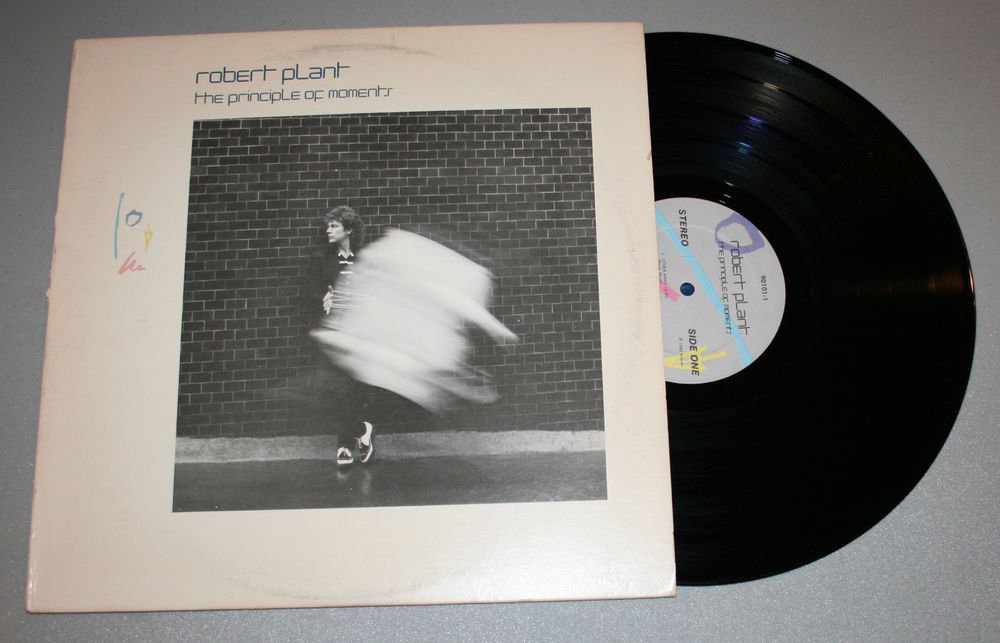 robert plant
the principle of moments
STEREO
robert plant
the principle of moments
90101-1
SIDE ONE